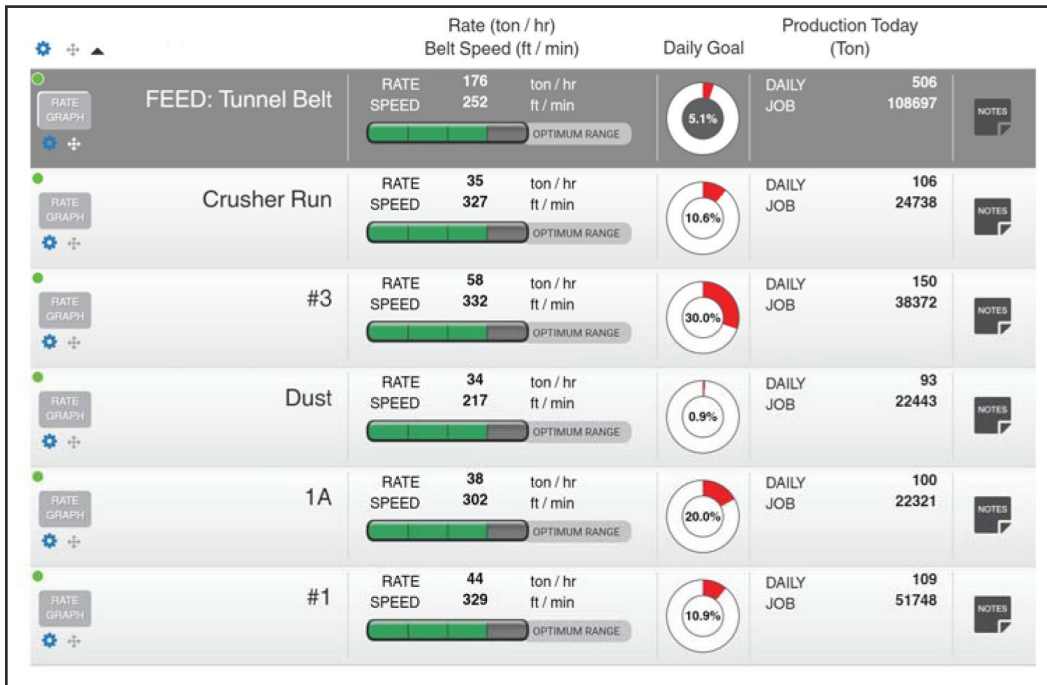 Rate (ton / hr)
Belt Speed (ft / min)
Daily Goal
Production Today
(Ton)
RATE GRAPH
FEED: Tunnel Belt
RATE 176 ton / hr
SPEED 252 ft / min
OPTIMUM RANGE
5.1%
DAILY 506
JOB 108697
NOTES
RATE GRAPH
Crusher Run
RATE 35 ton / hr
SPEED 327 ft / min
OPTIMUM RANGE
10.6%
DAILY 106
JOB 24738
NOTES
RATE GRAPH
#3
RATE 58 ton / hr
SPEED 332 ft / min
OPTIMUM RANGE
30.0%
DAILY 150
JOB 38372
NOTES
RATE GRAPH
Dust
RATE 34 ton / hr
SPEED 217 ft / min
OPTIMUM RANGE
0.9%
DAILY 93
JOB 22443
NOTES
RATE GRAPH
1A
RATE 38 ton / hr
SPEED 302 ft / min
OPTIMUM RANGE
20.0%
DAILY 100
JOB 22321
NOTES
RATE GRAPH
#1
RATE 44 ton / hr
SPEED 329 ft / min
OPTIMUM RANGE
10.9%
DAILY 109
JOB 51748
NOTES